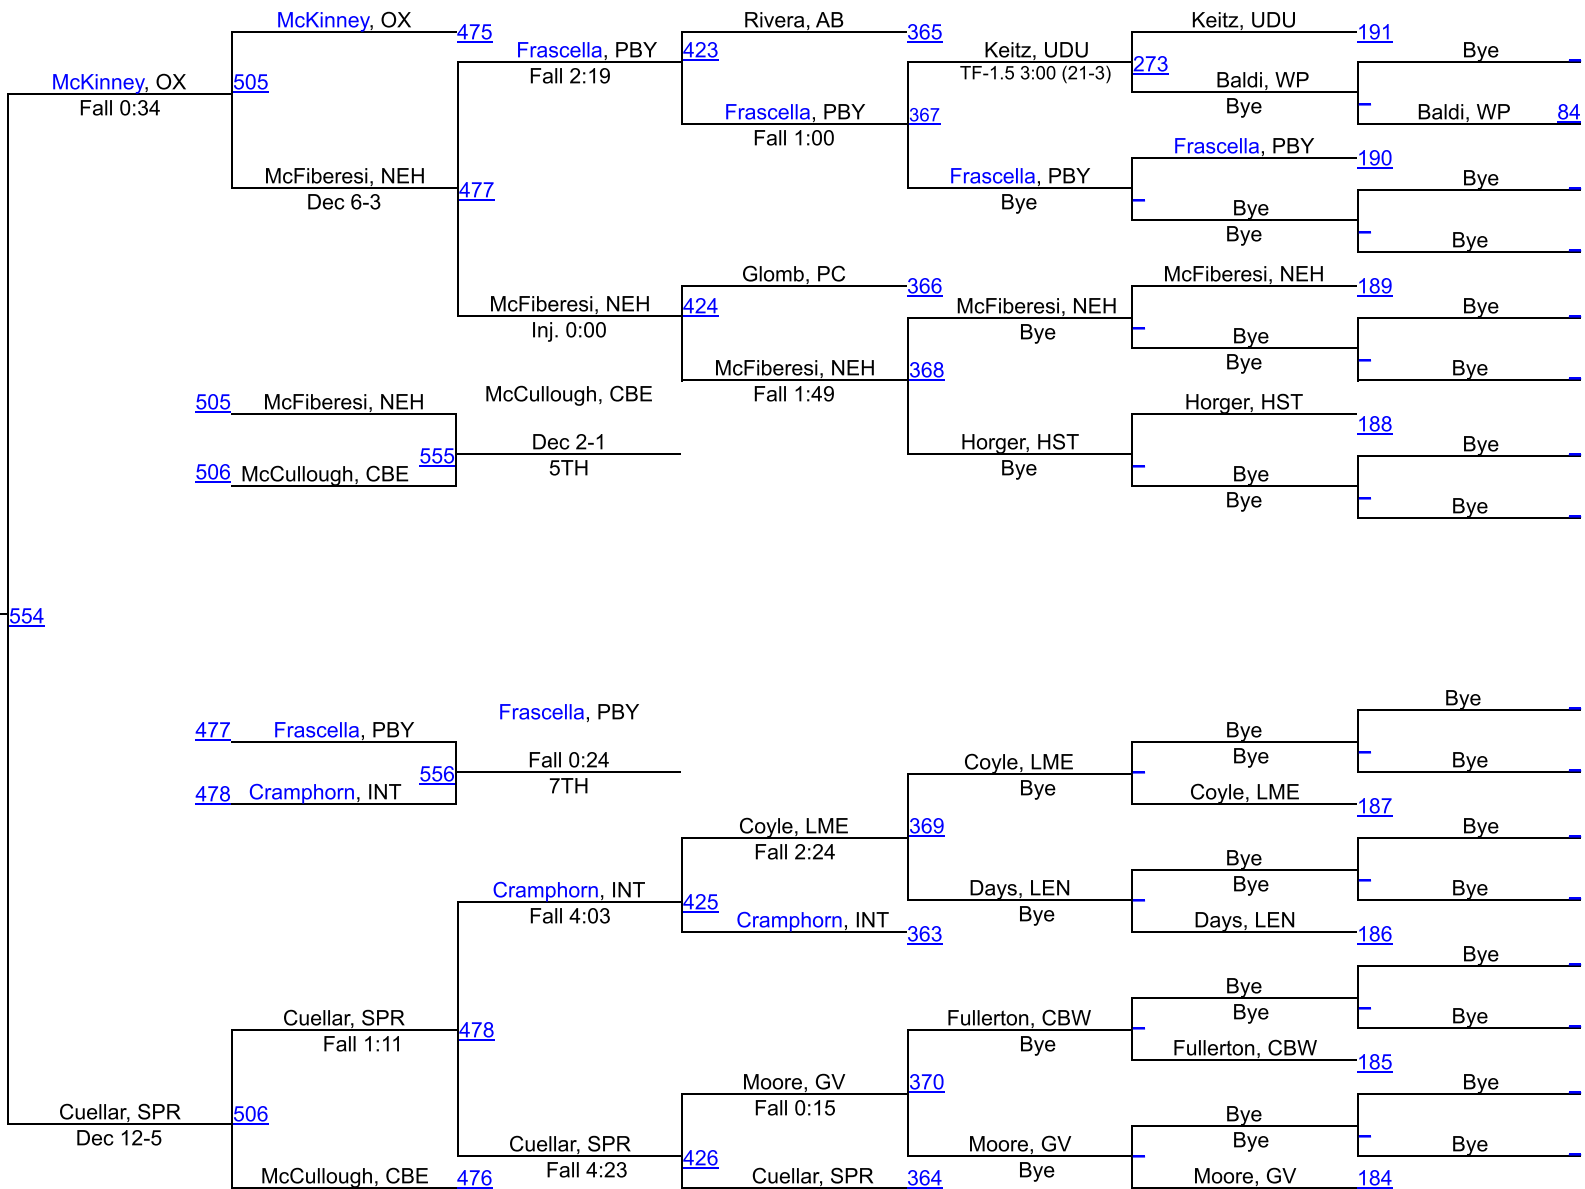 McKinney, OX
475
Rivera, AB
365
Keitz, UDU
191
Frascella, PBY
423
Fall 2:19
Keitz, UDU
TF-1.5 3:00 (21-3)
273
Bye
McKinney, OX
505
Fall 0:34
Baldi, WP
Bye
Frascella, PBY
367
Fall 1:00
Baldi, WP
84
Frascella, PBY
190
McFiberesi, NEH
477
Dec 6-3
Frascella, PBY
Bye
Bye
Bye
Bye
Bye
Glomb, PC
366
McFiberesi, NEH
189
McFiberesi, NEH
424
Inj. 0:00
McFiberesi, NEH
Bye
Bye
Bye
Bye
McFiberesi, NEH
368
Fall 1:49
Bye
McCullough, CBE
505
McFiberesi, NEH
Horger, HST
188
Dec 2-1
555
5TH
Horger, HST
Bye
Bye
506
McCullough, CBE
Bye
Bye
Bye
554
Bye
Frascella, PBY
477
Frascella, PBY
Bye
Bye
Fall 0:24
556
7TH
Coyle, LME
Bye
Bye
478
Cramphorn, INT
Coyle, LME
187
Coyle, LME
369
Fall 2:24
Bye
Bye
Bye
Cramphorn, INT
425
Fall 4:03
Days, LEN
Bye
Bye
Cramphorn, INT
363
Days, LEN
186
Bye
Bye
Bye
Cuellar, SPR
478
Fall 1:11
Fullerton, CBW
Bye
Bye
Fullerton, CBW
185
Moore, GV
370
Fall 0:15
Bye
Cuellar, SPR
506
Dec 12-5
Bye
Bye
Cuellar, SPR
426
Fall 4:23
Moore, GV
Bye
Bye
McCullough, CBE
476
Cuellar, SPR
364
Moore, GV
184